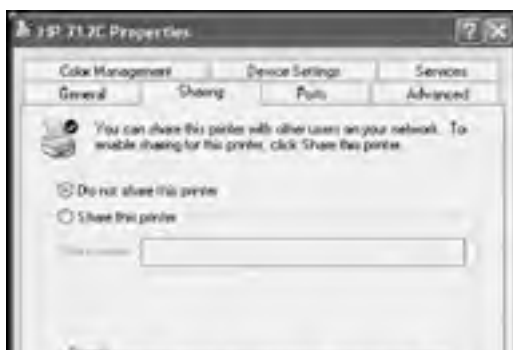 HP 712C Properties
Color Management Device Settings Services
General Sharing Ports Advanced
You can share this printer with other users on your network. To
enable sharing for this printer, click Share this printer.
Do not share this printer
Share this printer